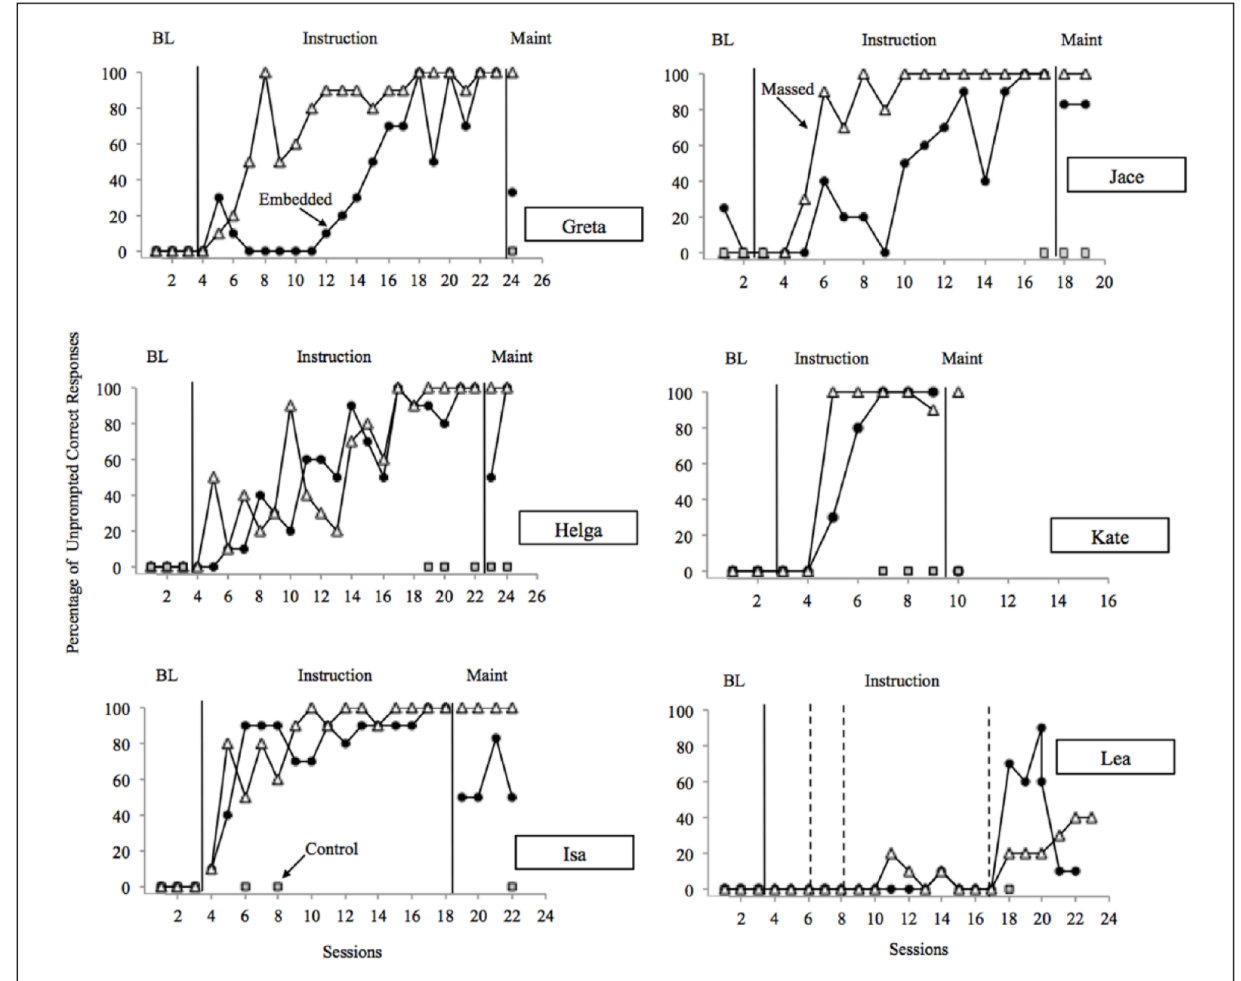 BL Instruction Maint
100
80
60
40
20
0
Massed
Embedded
Greta
2 4 6 8 10 12 14 16 18 20 22 24 26
BL Instruction Maint
100
80
60
40
20
0
Jace
2 4 6 8 10 12 14 16 18 20
Percentage of Unprompted Correct Responses
BL Instruction Maint
100
80
60
40
20
0
Helga
2 4 6 8 10 12 14 16 18 20 22 24 26
BL Instruction Maint
100
80
60
40
20
0
Kate
2 4 6 8 10 12 14 16
BL Instruction Maint
100
80
60
40
20
0
Control
Isa
2 4 6 8 10 12 14 16 18 20 22 24
Sessions
BL Instruction
100
80
60
40
20
0
Lea
2 4 6 8 10 12 14 16 18 20 22 24
Sessions